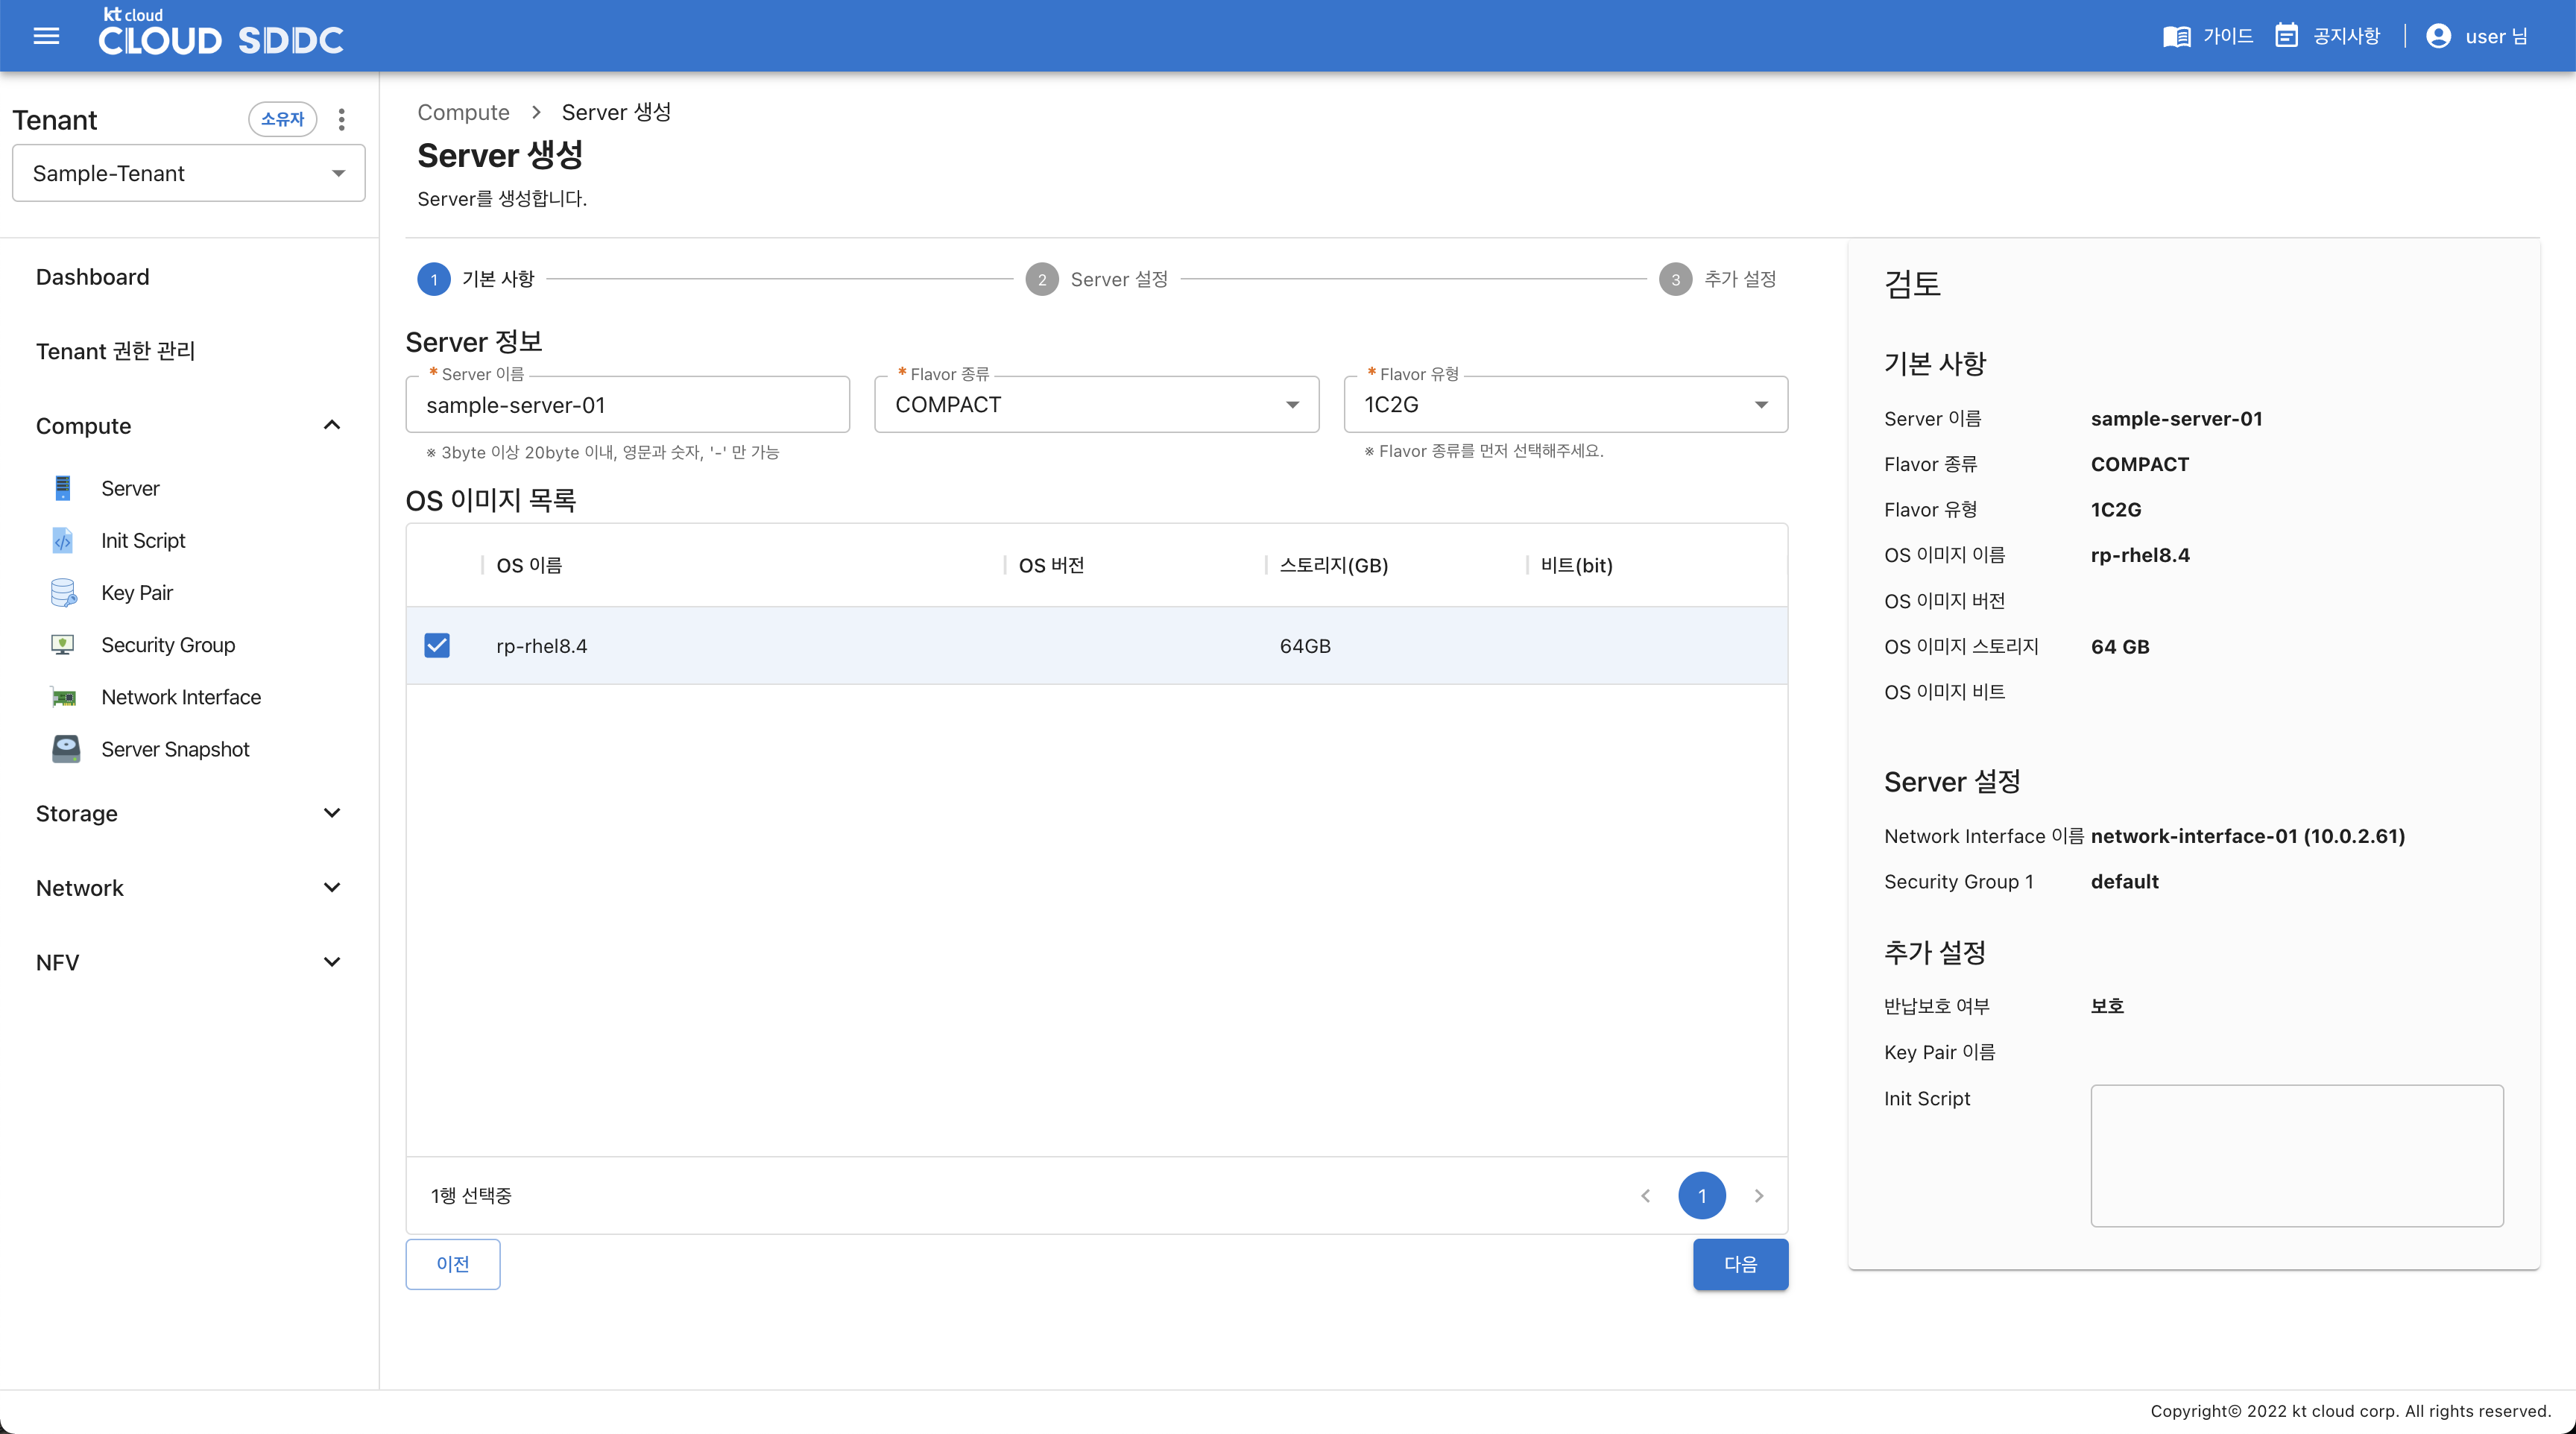 kt cloud
CLOUD SDDC
가이드
공지사항
user 님
Tenant
소유자
Sample-Tenant
Dashboard
Tenant 권한 관리
Compute
Server
Init Script
Key Pair
Security Group
Network Interface
Server Snapshot
Storage
Network
NFV
Compute > Server 생성
Server 생성
Server를 생성합니다.
1 기본 사항
2 Server 설정
3 추가 설정
Server 정보
* Server 이름
sample-server-01
※ 3byte 이상 20byte 이내, 영문과 숫자, '-' 만 가능
* Flavor 종류
COMPACT
* Flavor 유형
1C2G
※ Flavor 종류를 먼저 선택해주세요.
OS 이미지 목록
OS 이름 OS 버전 스토리지(GB) 비트(bit)
rp-rhel8.4 64GB
1행 선택중
1
이전
다음
검토
기본 사항
Server 이름 sample-server-01
Flavor 종류 COMPACT
Flavor 유형 1C2G
OS 이미지 이름 rp-rhel8.4
OS 이미지 버전
OS 이미지 스토리지 64 GB
OS 이미지 비트
Server 설정
Network Interface 이름 network-interface-01 (10.0.2.61)
Security Group 1 default
추가 설정
반납보호 여부 보호
Key Pair 이름
Init Script
Copyright© 2022 kt cloud corp. All rights reserved.